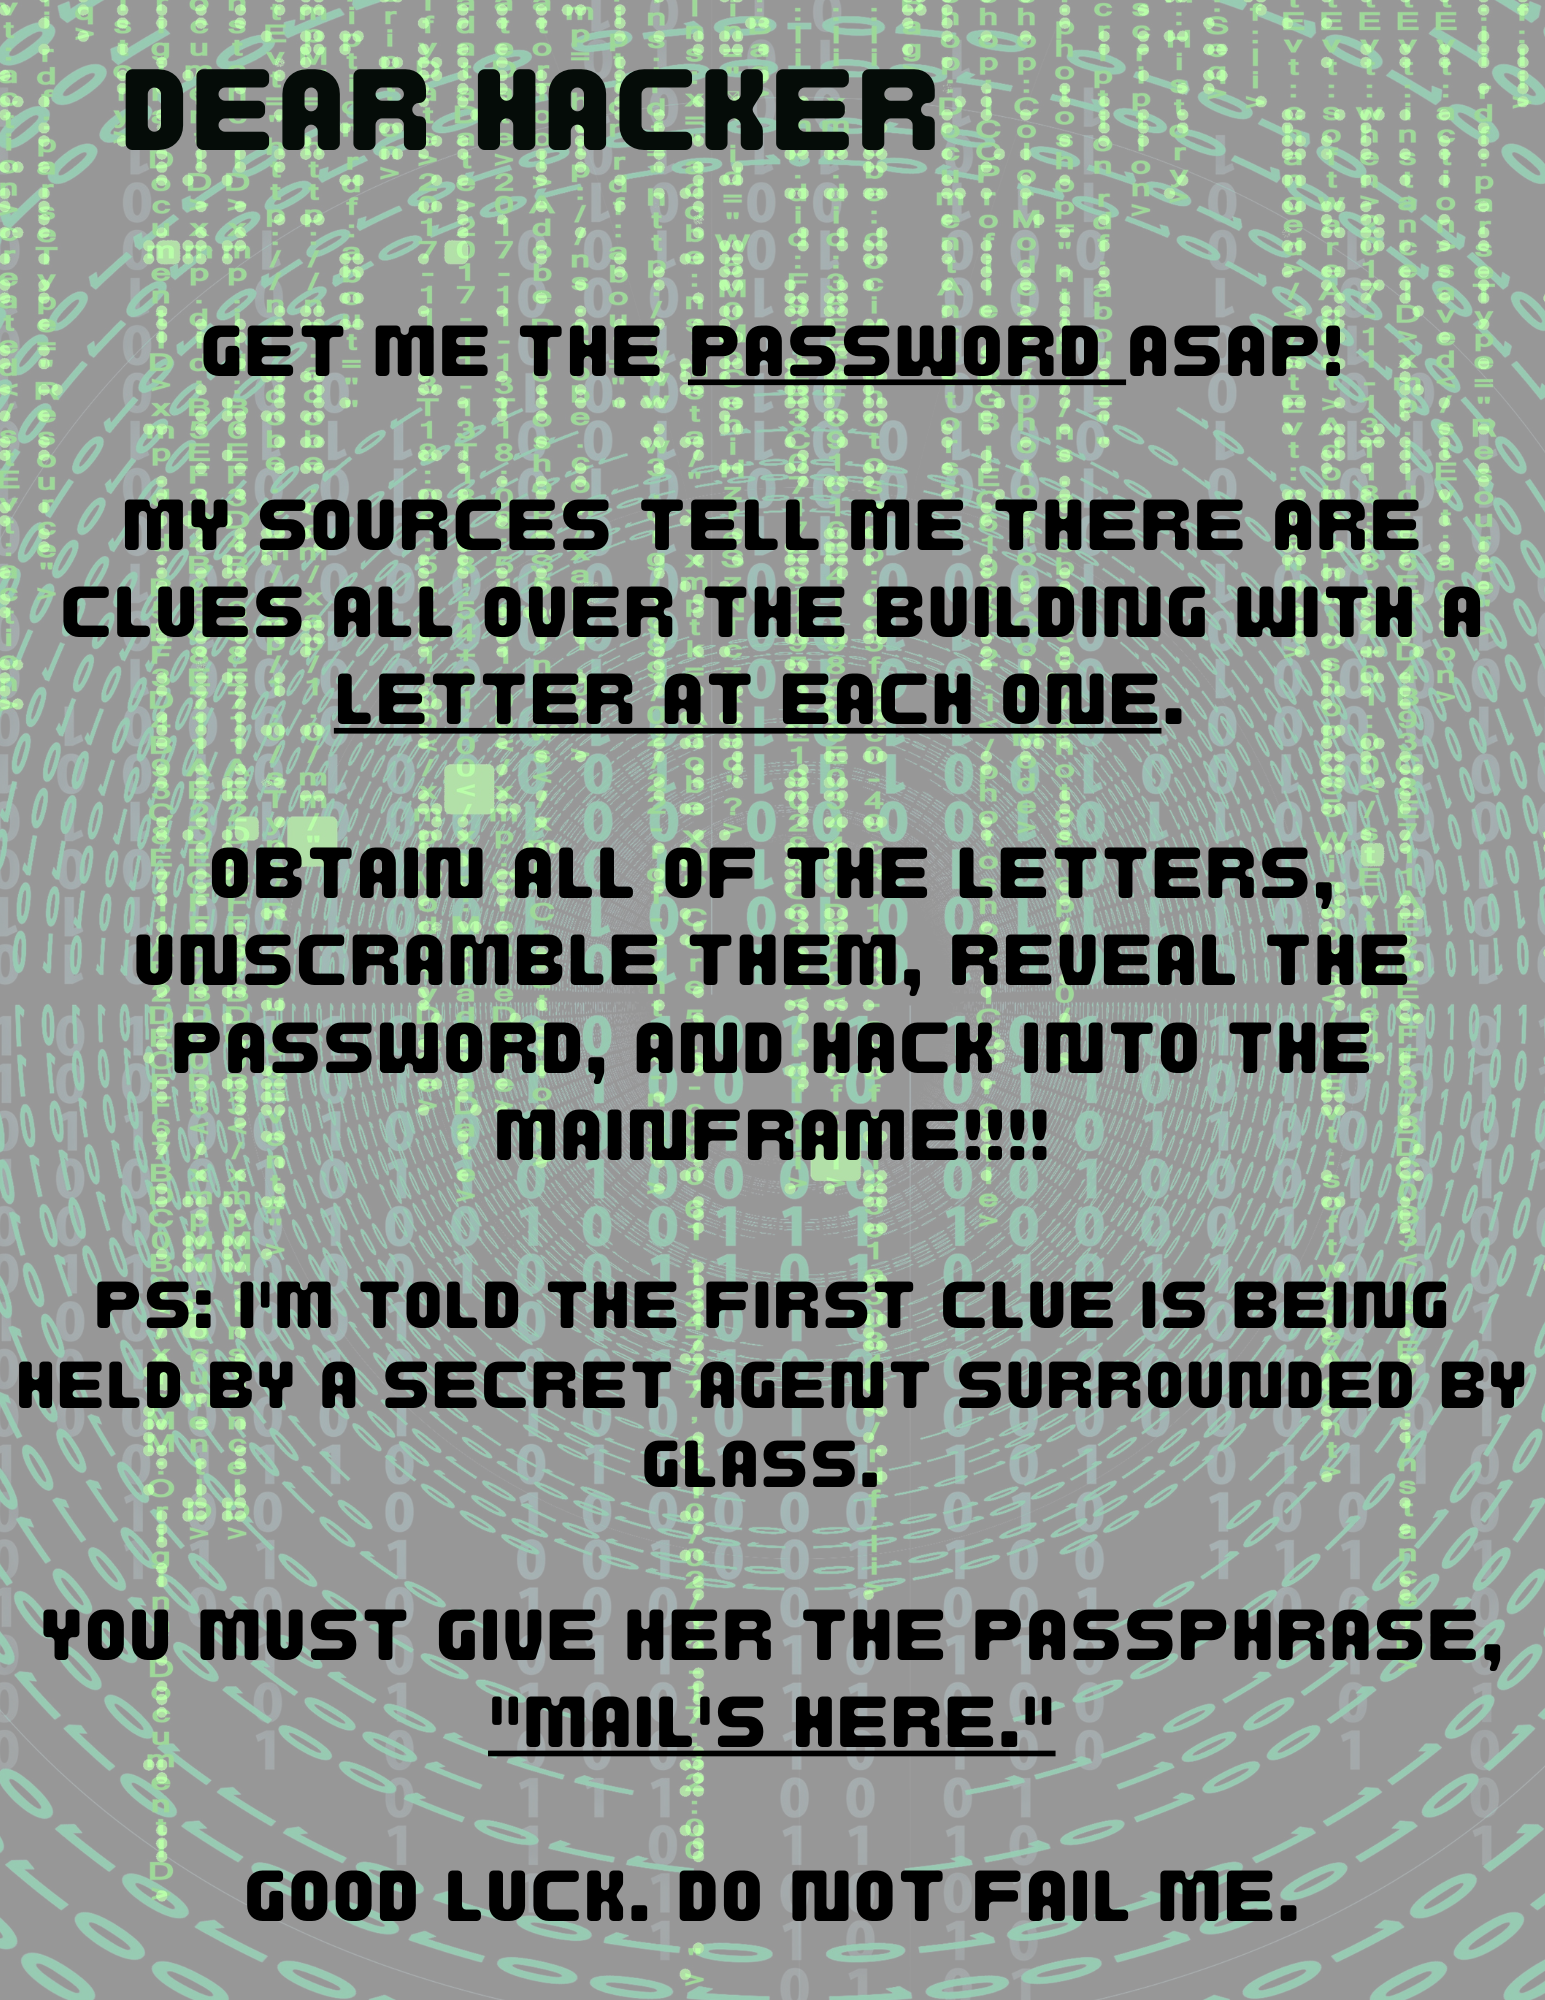 DEAR HACKER
GET ME THE PASSWORD ASAP!
MY SOURCES TELL ME THERE ARE
CLUES ALL OVER THE BUILDING WITH A
LETTER AT EACH ONE.
OBTAIN ALL OF THE LETTERS,
UNSCRAMBLE THEM, REVEAL THE
PASSWORD, AND HACK INTO THE
MAINFRAME!!!!
PS: I'M TOLD THE FIRST CLUE IS BEING
HELD BY A SECRET AGENT SURROUNDED BY
GLASS.
YOU MUST GIVE HER THE PASSPHRASE,
"MAIL'S HERE."
GOOD LUCK. DO NOT FAIL ME.